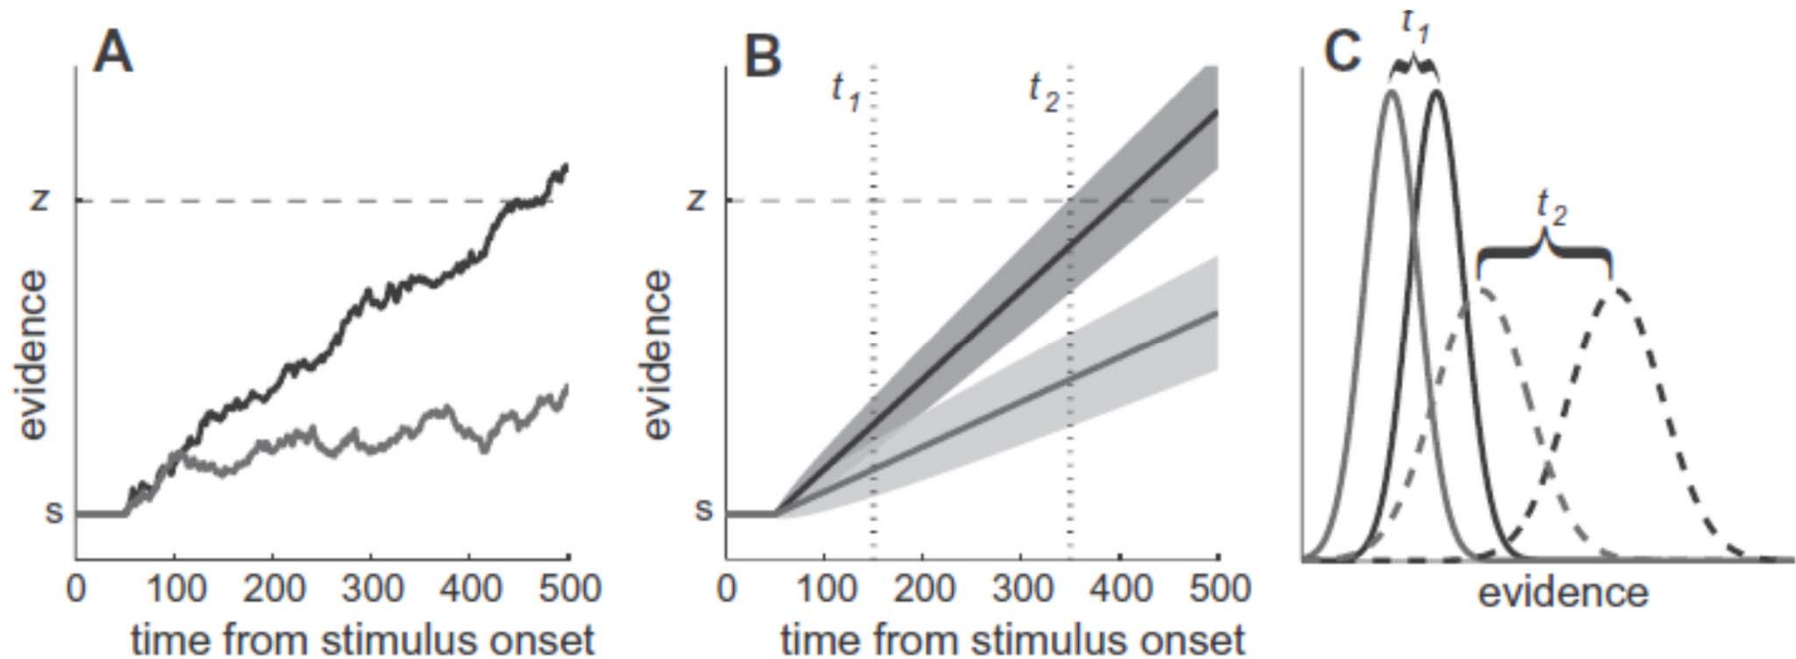 A
z
evidence
s
0 100 200 300 400 500
time from stimulus onset
B
t1
t2
z
evidence
s
0 100 200 300 400 500
time from stimulus onset
C
t1
t2
evidence